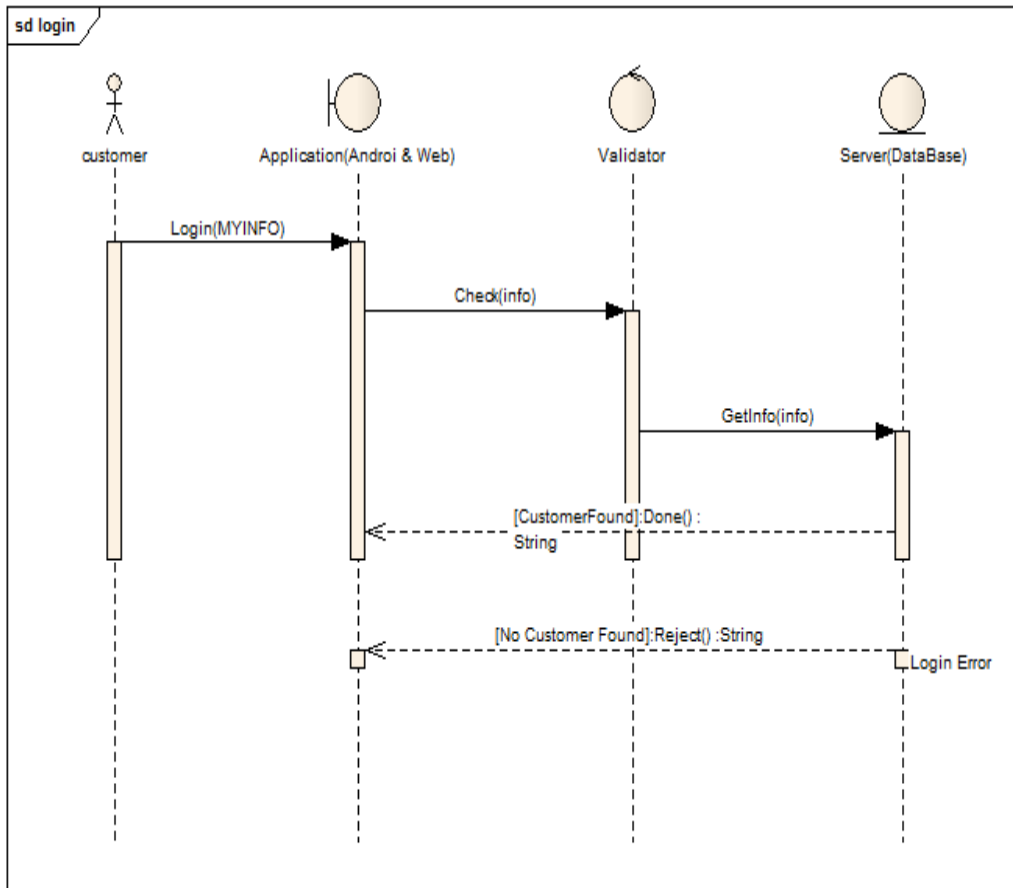 sd login
customer
Application(Androi & Web)
Validator
Server(DataBase)
Login(MYINFO)
Check(info)
GetInfo(info)
[CustomerFound]:Done() :
String
[No Customer Found]:Reject() :String
Login Error